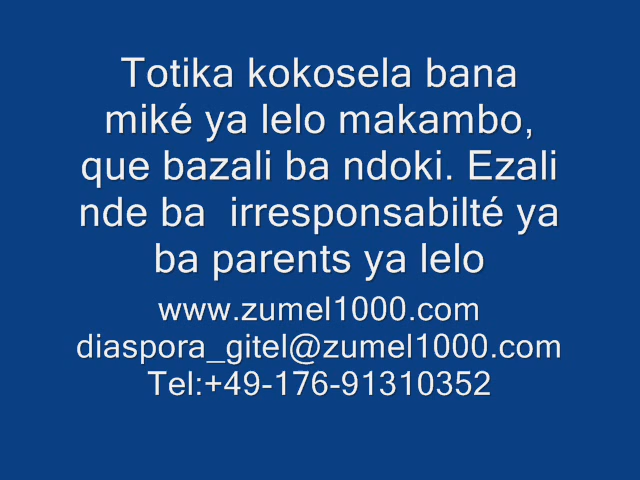 Totika kokosela bana
miké ya lelo makambo,
que bazali ba ndoki. Ezali
nde ba irresponsabilté ya
ba parents ya lelo
www.zumel1000.com
diaspora_gitel@zumel1000.com
Tel:+49-176-91310352